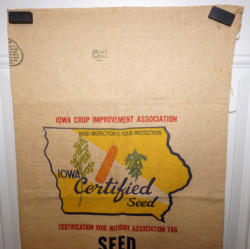 IOWA CROP IMPROVEMENT ASSOCIATION
FIELD INSPECTION IS YOUR PROTECTION
IOWA
Certified
Seed
CERTIFICATION VOID WITHOUT ASSOCIATION TAG
SEED